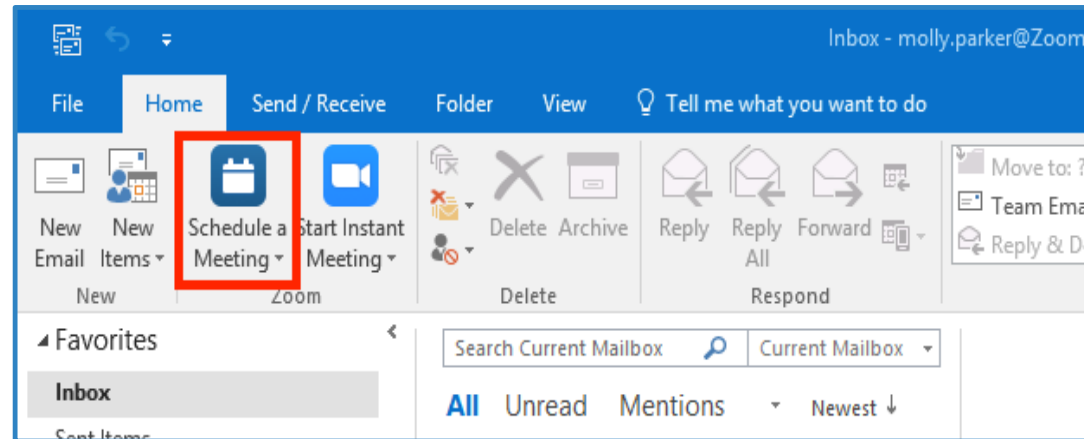 Inbox - molly.parker@Zoom
File Home Send / Receive Folder View Tell me what you want to do
New Email
New Items
Schedule a Meeting
Start Instant Meeting
Delete
Archive
Reply
Reply All
Forward
Move to: ?
Team Ema
Reply & D
New
Zoom
Delete
Respond
Favorites
Inbox
Sent Items
Search Current Mailbox
Current Mailbox
All Unread Mentions Newest